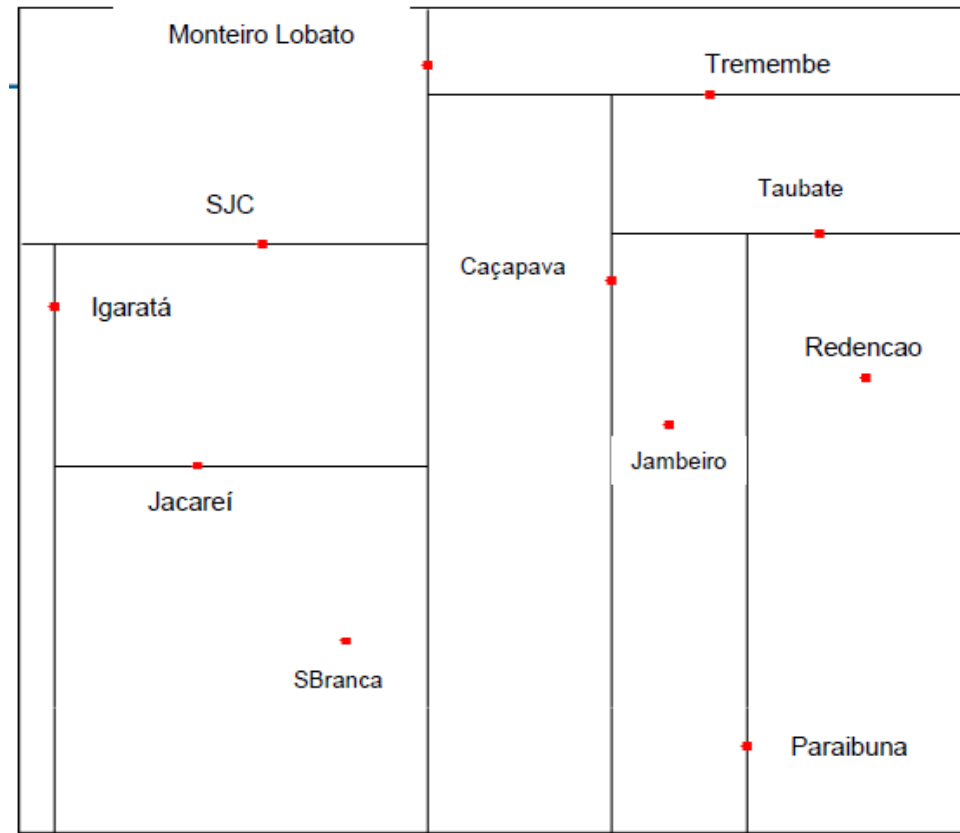 Monteiro Lobato
Tremembe
Taubate
SJC
Caçapava
Igaratá
Redencao
Jambeiro
Jacareí
SBranca
Paraibuna